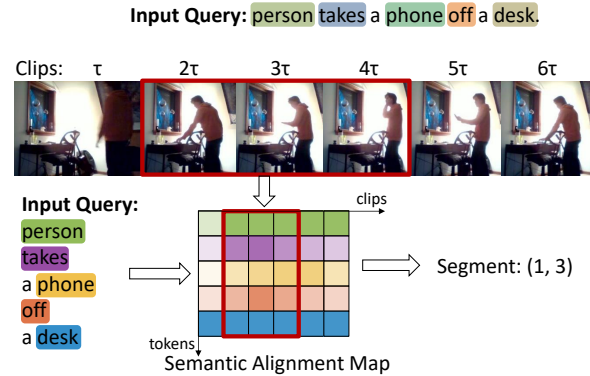 Input Query: person takes a phone off a desk.
Clips: τ 2τ 3τ 4τ 5τ 6τ
Input Query:
person
takes
a phone
off
a desk
clips
Segment: (1, 3)
tokens
Semantic Alignment Map